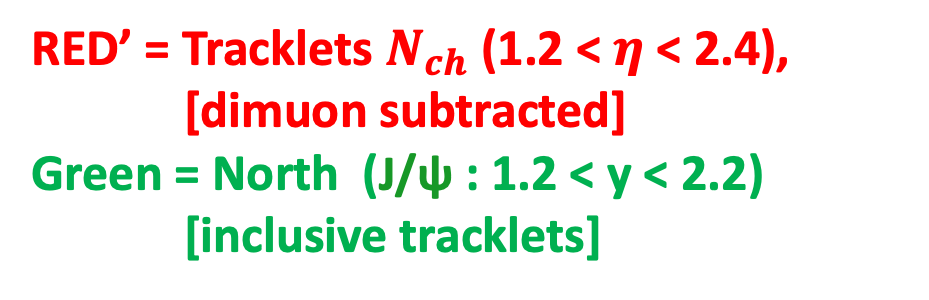 RED’ = Tracklets N_ch (1.2 < η < 2.4),
[dimuon subtracted]
Green = North (J/ψ : 1.2 < y < 2.2)
[inclusive tracklets]